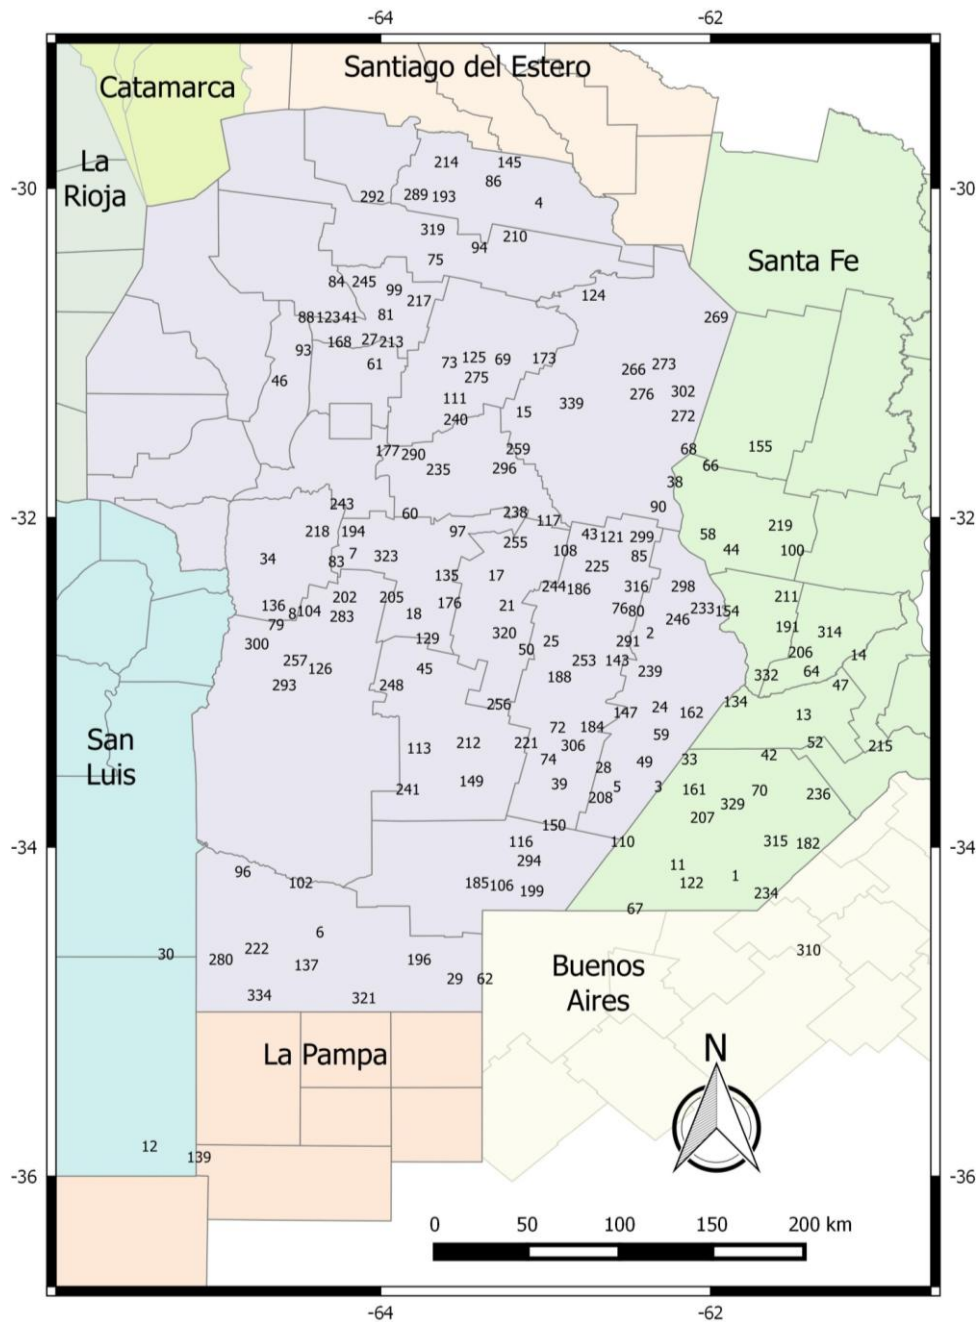 -64 -62
Santiago del Estero
Catamarca
La
Rioja
214 145
-30 86 -30
292 289 193 4
319
94 210
75
Santa Fe
84 245 99
217 124
88 123 41 81 269
27
93 168 213
61 73 125 69 173 266 273
46 275
276 302
111 339
240 15 272
177 290 259 68 155
235 296 66
38
243 60 238 90
-32 117 -32
218 194 97 43 121 299 58 219
255
34 7 323 108 85 44 100
83 225
135 17
244 186 316 298
136 8 104 202 205 176 21 76 80 233 154 211
283 18 246
79 320 2 191 314
300 129 50 25 291
257 126 45 253 143 239 206 14
293 248 188 332 64 47
256 24 134
147 162 13
San
Luis
72 184 59
113 212 221 306 52 215
74 49 33 42
241 149 39 28 5 3 161 70 236
208 329
207
150
-34 116 110 315 182 -34
294 11
96 102 185 106 199 122 1
234
67
6
30 280 222 137 196 310
29 62
334 321
Buenos
Aires
La Pampa
N
12
139
-36 -36
0 50 100 150 200 km
-64 -62